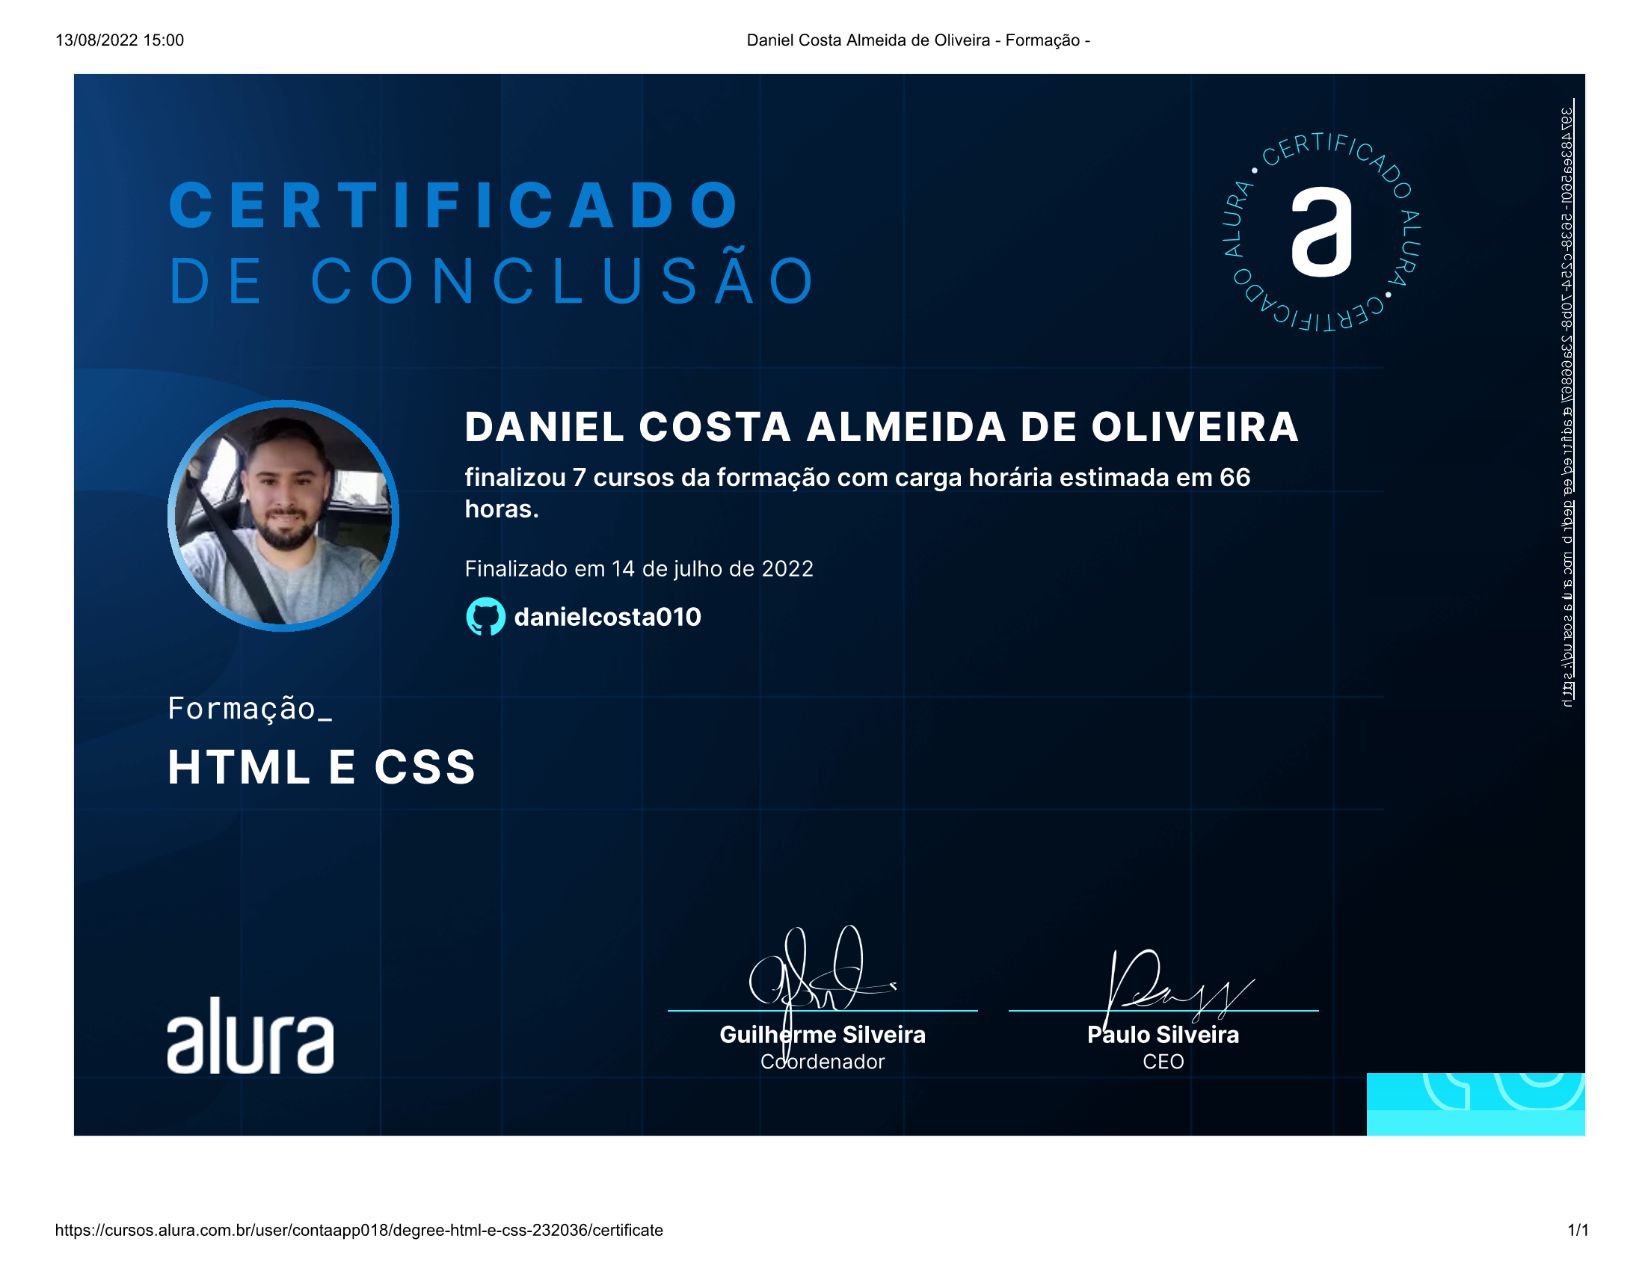 13/08/2022 15:00
Daniel Costa Almeida de Oliveira - Formação -
CERTIFICADO
DE CONCLUSÃO
CERTIFICADO ALURA • CERTIFICADO ALURA •
a
DANIEL COSTA ALMEIDA DE OLIVEIRA
finalizou 7 cursos da formação com carga horária estimada em 66
horas.
Finalizado em 14 de julho de 2022
danielcosta010
Formação_
HTML E CSS
alura
Guilherme Silveira
Coordenador
Paulo Silveira
CEO
https://cursos.alura.com.br/user/contaapp018/degree-html-e-css-232036/certificate
1/1